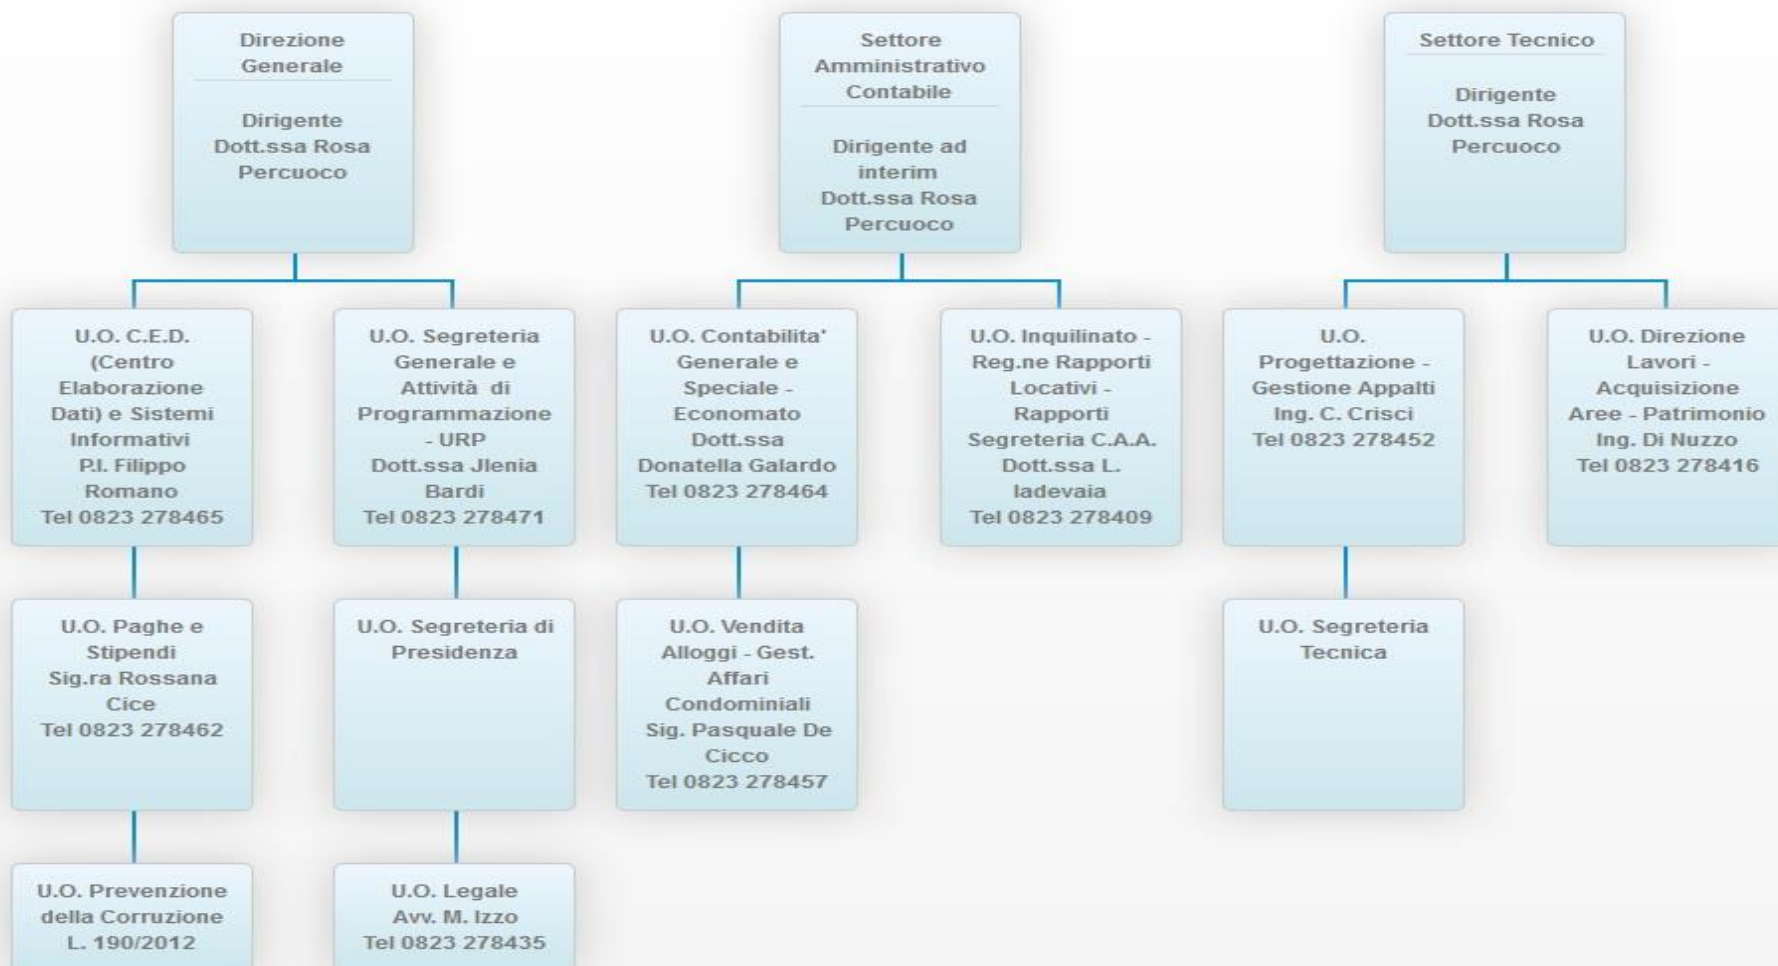 Direzione
Generale
Dirigente
Dott.ssa Rosa
Percuoco
Settore
Amministrativo
Contabile
Dirigente ad
interim
Dott.ssa Rosa
Percuoco
Settore Tecnico
Dirigente
Dott.ssa Rosa
Percuoco
U.O. C.E.D.
(Centro
Elaborazione
Dati) e Sistemi
Informativi
P.I. Filippo
Romano
Tel 0823 278465
U.O. Segreteria
Generale e
Attività di
Programmazione
- URP
Dott.ssa Jlenia
Bardi
Tel 0823 278471
U.O. Contabilita'
Generale e
Speciale -
Economato
Dott.ssa
Donatella Galardo
Tel 0823 278464
U.O. Inquilinato -
Reg.ne Rapporti
Locativi -
Rapporti
Segreteria C.A.A.
Dott.ssa L.
Iadevaia
Tel 0823 278409
U.O.
Progettazione -
Gestione Appalti
Ing. C. Crisci
Tel 0823 278452
U.O. Direzione
Lavori -
Acquisizione
Aree - Patrimonio
Ing. Di Nuzzo
Tel 0823 278416
U.O. Paghe e
Stipendi
Sig.ra Rossana
Cice
Tel 0823 278462
U.O. Segreteria di
Presidenza
U.O. Vendita
Alloggi - Gest.
Affari
Condominiali
Sig. Pasquale De
Cicco
Tel 0823 278457
U.O. Segreteria
Tecnica
U.O. Prevenzione
della Corruzione
L. 190/2012
U.O. Legale
Avv. M. Izzo
Tel 0823 278435